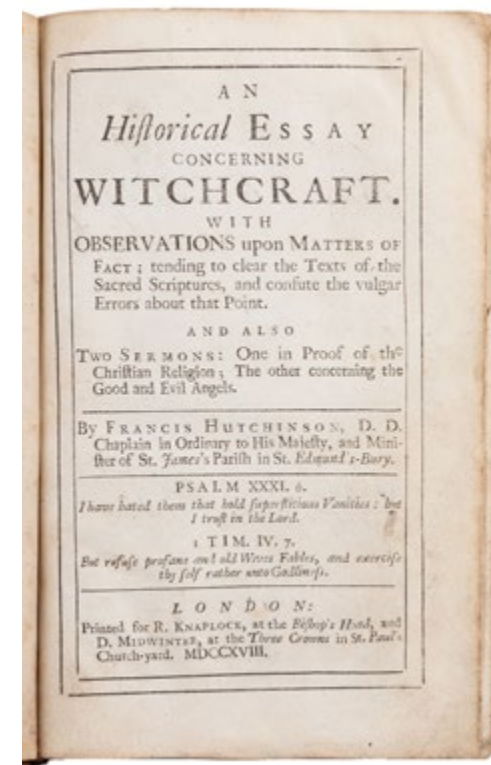 AN
Hiſtorical ESSAY
CONCERNING
WITCHCRAFT.
WITH
OBSERVATIONS upon MATTERS OF
FACT; tending to clear the Texts of the
Sacred Scriptures, and confute the vulgar
Errors about that Point.
AND ALSO
TWO SERMONS: One in Proof of the
Chriſtian Religion; The other concerning the
Good and Evil Angels.
By FRANCIS HUTCHINSON, D. D.
Chaplain in Ordinary to His Majeſty, and Mini-
ſter of St. James's Pariſh in St. Edmund's-Bury.
PSALM XXXI. 6.
I have hated them that hold ſuperſtitious Vanities: but
I truſt in the Lord.
1 TIM. IV. 7.
But refuſe profane and old Wives Fables, and exerciſe
thy ſelf rather unto Godlineſs.
LONDON:
Printed for R. KNAPLOCK, at the Biſhop's Head, and
D. MIDWINTER, at the Three Crowns in St. Paul's
Church-yard. MDCCXVIII.